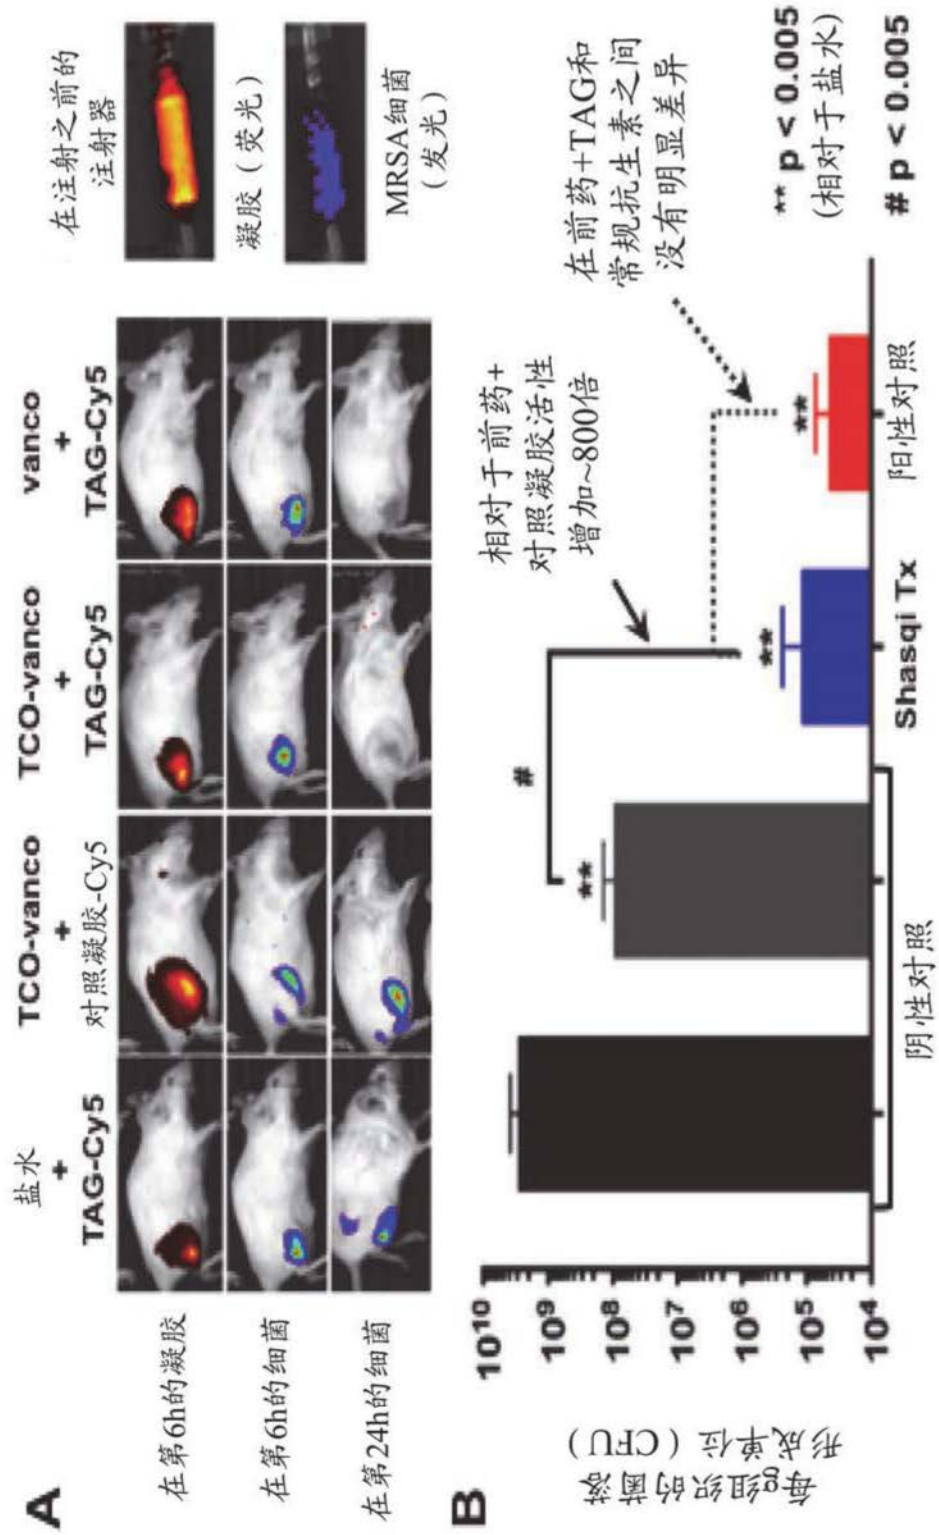 A
盐水
+
TAG-Cy5
TCO-vanco
+
对照凝胶-Cy5
TCO-vanco
+
TAG-Cy5
vanco
+
TAG-Cy5
在第6h的凝胶
在第6h的细菌
在第24h的细菌
在注射之前的
注射器
凝胶（荧光）
MRSA细菌
（发光）
B
每g组织的菌落
形成单位（CFU）
10¹⁰
10⁹
10⁸
10⁷
10⁶
10⁵
10⁴
相对于前药+
对照凝胶活性
增加~800倍
在前药+TAG和
常规抗生素之间
没有明显差异
#
**
**
**
阴性对照
Shasqi Tx
阳性对照
** p < 0.005
(相对于盐水)
# p < 0.005